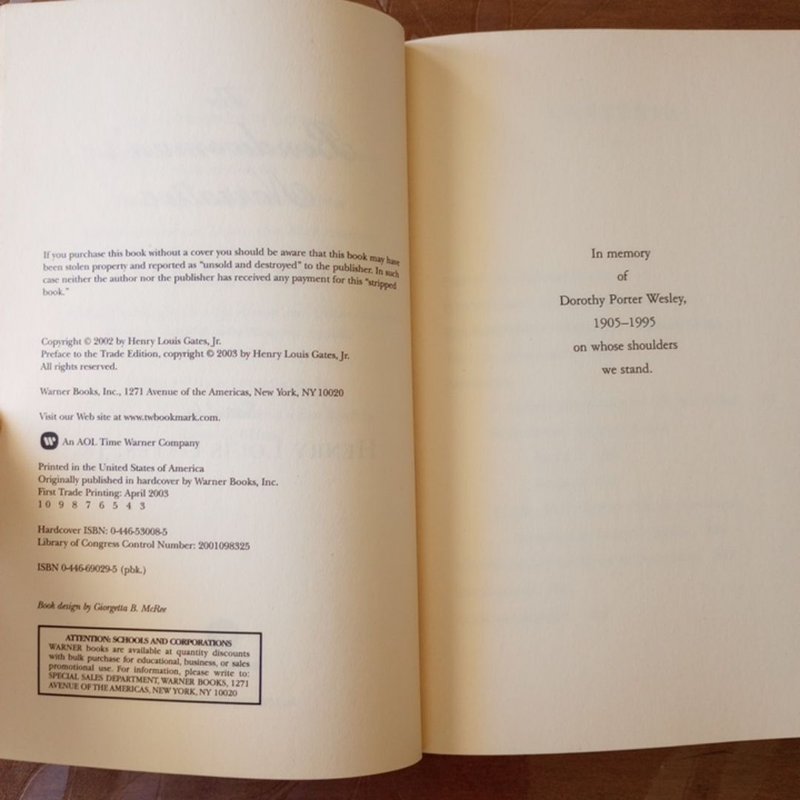 If you purchase this book without a cover you should be aware that this book may have
been stolen property and reported as "unsold and destroyed" to the publisher. In such
case neither the author nor the publisher has received any payment for this "stripped
book."
Copyright © 2002 by Henry Louis Gates, Jr.
Preface to the Trade Edition, copyright © 2003 by Henry Louis Gates, Jr.
All rights reserved.
Warner Books, Inc., 1271 Avenue of the Americas, New York, NY 10020
Visit our Web site at www.twbookmark.com.
An AOL Time Warner Company
Printed in the United States of America
Originally published in hardcover by Warner Books, Inc.
First Trade Printing: April 2003
10 9 8 7 6 5 4 3
Hardcover ISBN: 0-446-53008-5
Library of Congress Control Number: 2001098325
ISBN 0-446-69029-5 (pbk.)
Book design by Giorgetta B. McRee
ATTENTION: SCHOOLS AND CORPORATIONS
WARNER books are available at quantity discounts
with bulk purchase for educational, business, or sales
promotional use. For information, please write to:
SPECIAL SALES DEPARTMENT, WARNER BOOKS, 1271
AVENUE OF THE AMERICAS, NEW YORK, NY 10020
In memory
of
Dorothy Porter Wesley,
1905–1995
on whose shoulders
we stand.